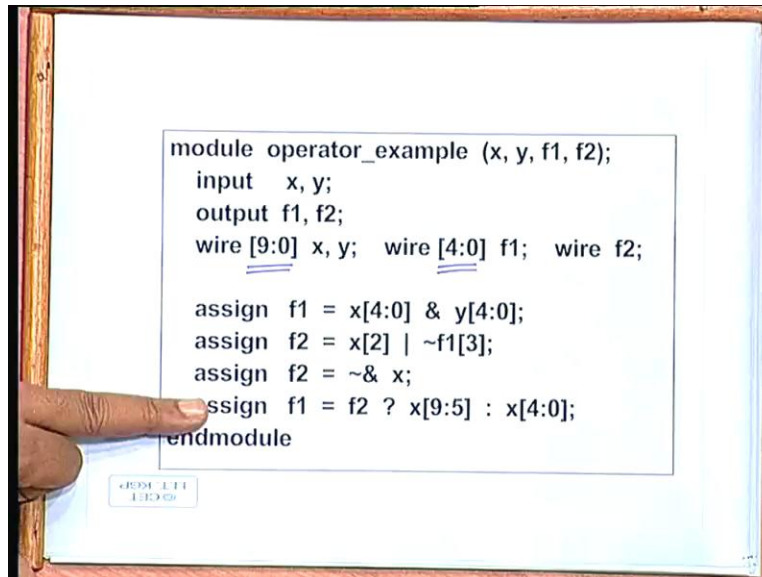 module operator_example (x, y, f1, f2);
input x, y;
output f1, f2;
wire [9:0] x, y; wire [4:0] f1; wire f2;
assign f1 = x[4:0] & y[4:0];
assign f2 = x[2] | ~f1[3];
assign f2 = ~& x;
ssign f1 = f2 ? x[9:5] : x[4:0];
endmodule
© CET
I.I.T. KGP